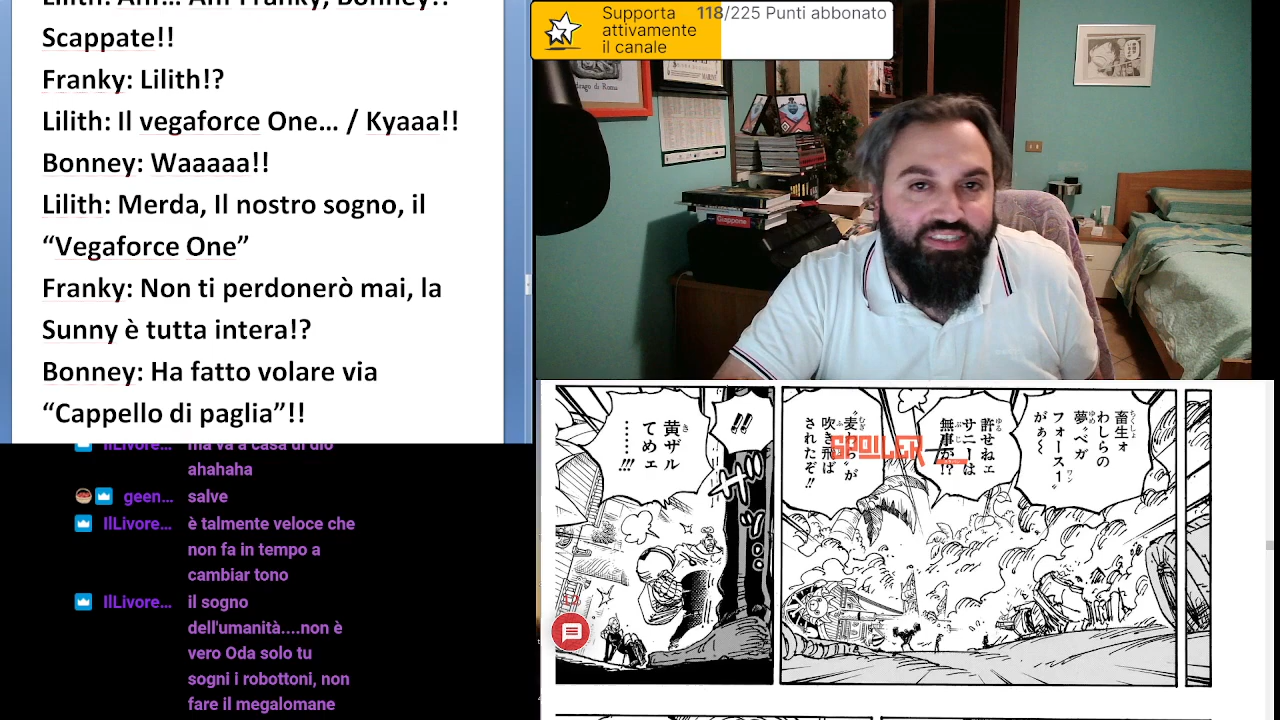 Scappate!!
Franky: Lilith!?
Lilith: Il vegaforce One… / Kyaaa!!
Bonney: Waaaaa!!
Lilith: Merda, Il nostro sogno, il
“Vegaforce One”
Franky: Non ti perdonerò mai, la
Sunny è tutta intera!?
Bonney: Ha fatto volare via
“Cappello di paglia”!!
ma va a casa di dio
ahahaha
geen… salve
IlLivore… è talmente veloce che
non fa in tempo a
cambiar tono
IlLivore… il sogno
dell'umanità....non è
vero Oda solo tu
sogni i robottoni, non
fare il megalomane
Supporta
attivamente
il canale
118/225 Punti abbonato
Giappone
畜生ォ
わしらの
夢〝ベガ
フォース1〟
がぁ〜
許せねェ
サニーは
無事か!?
吹き飛ば
されたぞ!!
SPOILER
!!
黄ザル
てめェ
……!!!